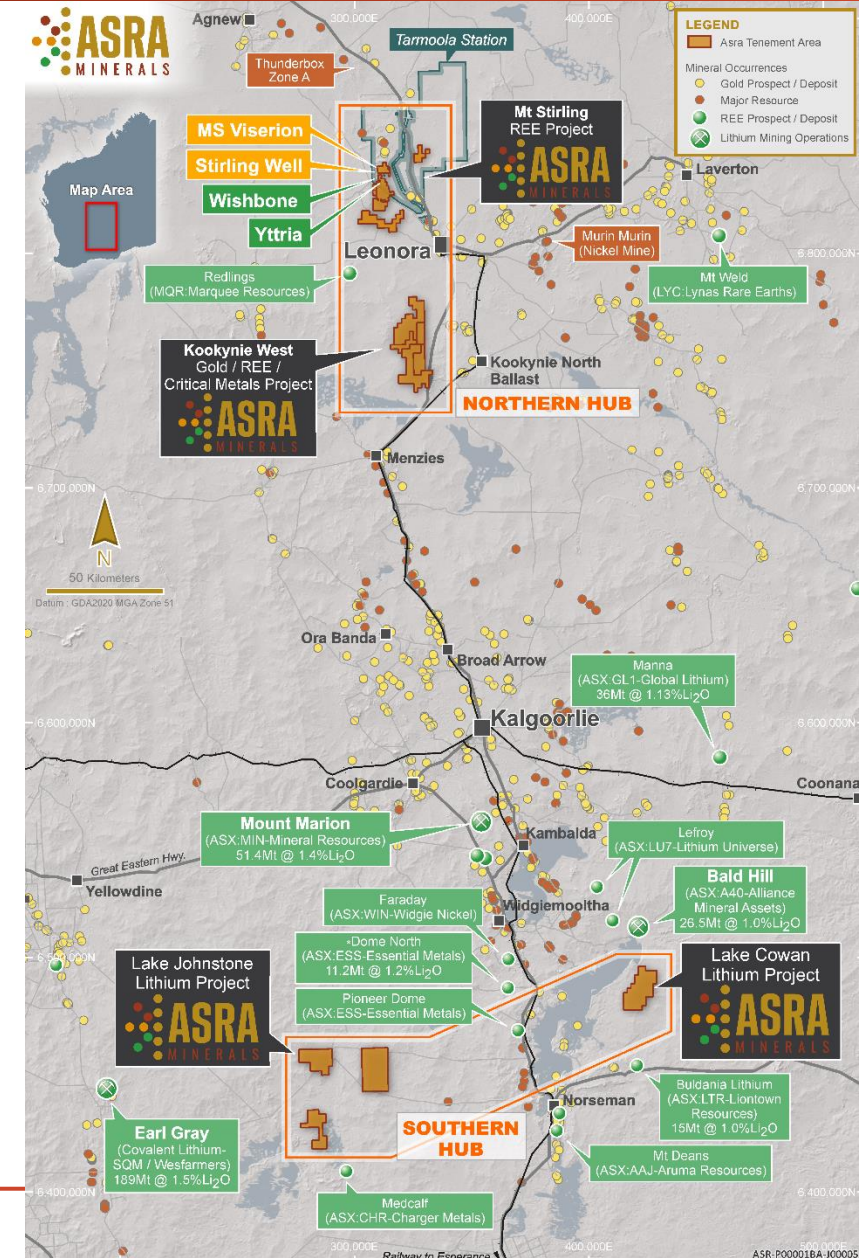 ASRA
MINERALS
Agnew
300,000E
400,000E
Tarmoola Station
LEGEND
Asra Tenement Area
Mineral Occurrences
Gold Prospect / Deposit
Major Resource
REE Prospect / Deposit
Lithium Mining Operations
Thunderbox
Zone A
Mt Stirling
REE Project
ASRA
MINERALS
MS Viserion
Stirling Well
Wishbone
Yttria
Map Area
Laverton
Leonora
Murin Murin
(Nickel Mine)
6,800,000N
Redlings
(MQR:Marquee Resources)
Mt Weld
(LYC:Lynas Rare Earths)
Kookynie West
Gold / REE /
Critical Metals Project
ASRA
MINERALS
Kookynie North
Ballast
NORTHERN HUB
Menzies
6,700,000N
6,700,000N
N
50 Kilometers
Datum : GDA2020 MGA Zone 51
Ora Banda
Broad Arrow
Manna
(ASX:GL1-Global Lithium)
36Mt @ 1.13%Li₂O
6,600,000N
6,600,000N
Kalgoorlie
Coolgardie
Coonana
Mount Marion
(ASX:MIN-Mineral Resources)
51.4Mt @ 1.4%Li₂O
Kambalda
Lefroy
(ASX:LU7-Lithium Universe)
Great Eastern Hwy.
Yellowdine
Bald Hill
(ASX:A40-Alliance
Mineral Assets)
26.5Mt @ 1.0%Li₂O
Faraday
(ASX:WIN-Widgie Nickel)
Widgiemooltha
Dome North
(ASX:ESS-Essential Metals)
11.2Mt @ 1.2%Li₂O
Lake Johnstone
Lithium Project
ASRA
MINERALS
Lake Cowan
Lithium Project
ASRA
MINERALS
Pioneer Dome
(ASX:ESS-Essential Metals)
Buldania Lithium
(ASX:LTR-Liontown
Resources)
15Mt @ 1.0%Li₂O
Norseman
Earl Gray
(Covalent Lithium-
SQM / Wesfarmers)
189Mt @ 1.5%Li₂O
SOUTHERN
HUB
Mt Deans
(ASX:AAJ-Aruma Resources)
6,400,000N
6,400,000N
Medcalf
(ASX:CHR-Charger Metals)
300,000E
400,000E
Railway to Esperance
ASR-P00001BA-J00005